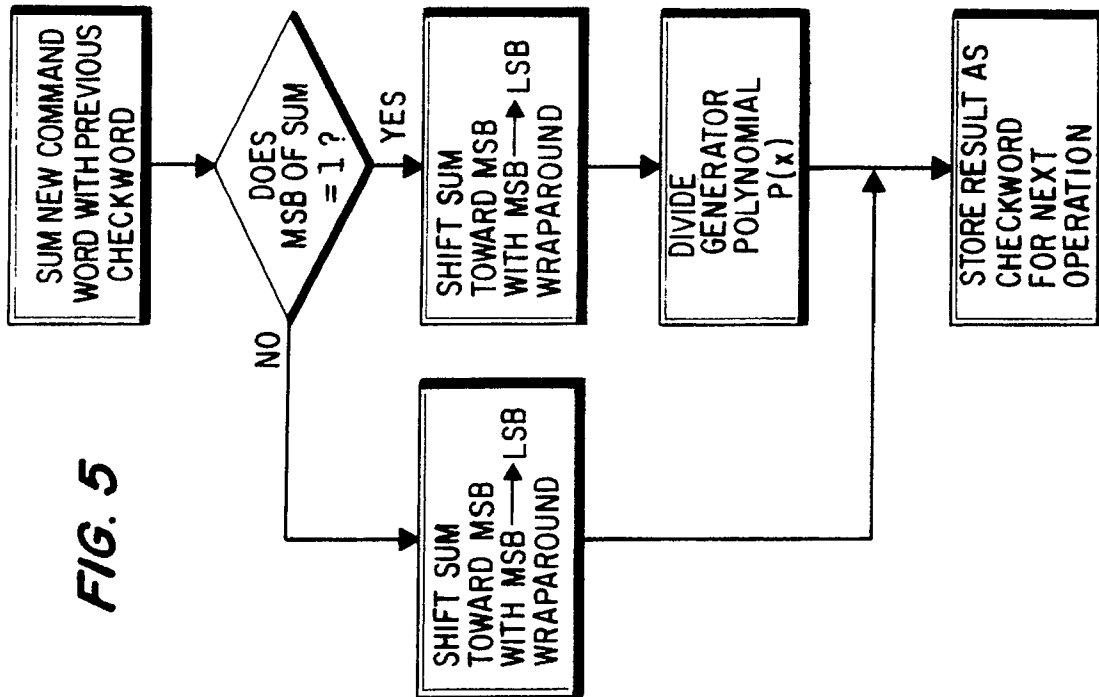 FIG. 5
SUM NEW COMMAND
WORD WITH PREVIOUS
CHECKWORD
DOES
MSB OF SUM
= 1 ?
NO
YES
SHIFT SUM
TOWARD MSB
WITH MSB → LSB
WRAPAROUND
SHIFT SUM
TOWARD MSB
WITH MSB → LSB
WRAPAROUND
DIVIDE
GENERATOR
POLYNOMIAL
P(x)
STORE RESULT AS
CHECKWORD
FOR NEXT
OPERATION